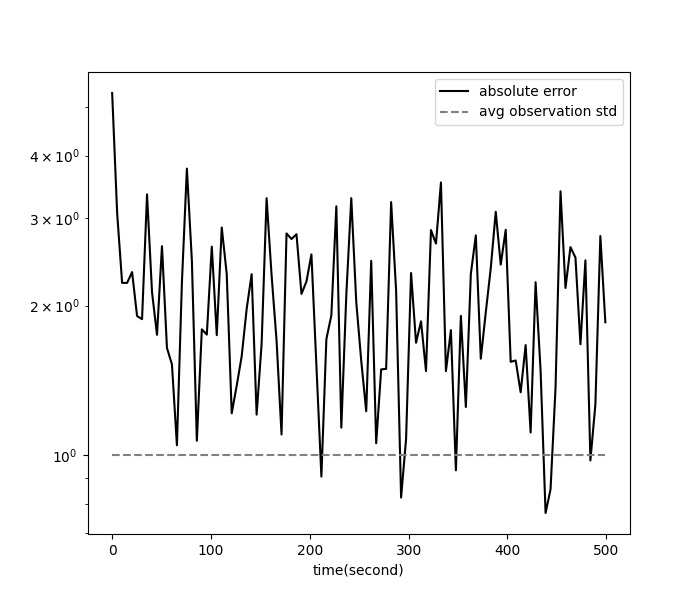 absolute error
avg observation std
4 × 10⁰
3 × 10⁰
2 × 10⁰
10⁰
0
100
200
300
400
500
time(second)